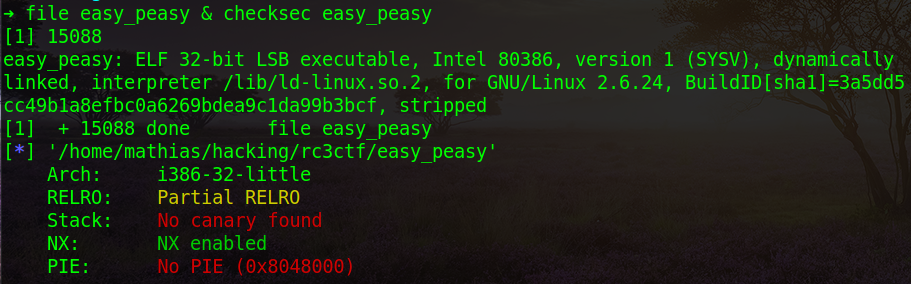 ➜ file easy_peasy & checksec easy_peasy
[1] 15088
easy_peasy: ELF 32-bit LSB executable, Intel 80386, version 1 (SYSV), dynamically
linked, interpreter /lib/ld-linux.so.2, for GNU/Linux 2.6.24, BuildID[sha1]=3a5dd5
cc49b1a8efbc0a6269bdea9c1da99b3bcf, stripped
[1]  + 15088 done       file easy_peasy
[*] '/home/mathias/hacking/rc3ctf/easy_peasy'
    Arch:     i386-32-little
    RELRO:    Partial RELRO
    Stack:    No canary found
    NX:       NX enabled
    PIE:      No PIE (0x8048000)